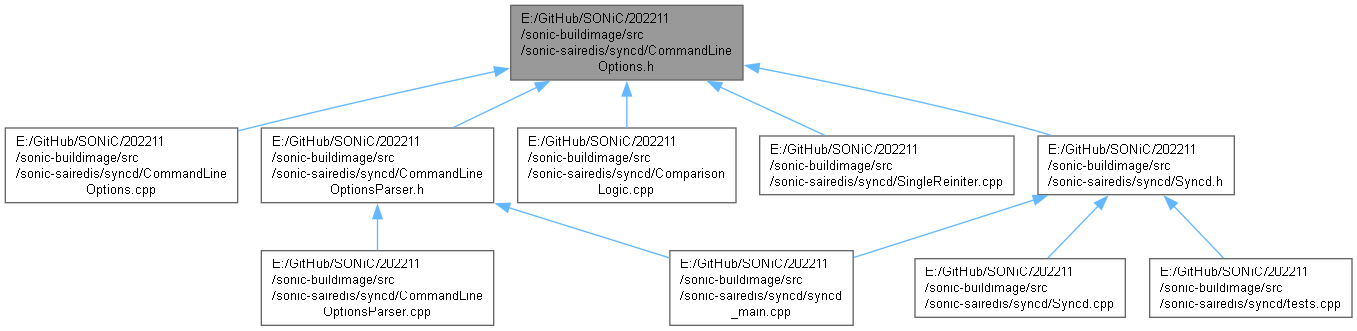 E:/GitHub/SONiC/202211
/sonic-buildimage/src
/sonic-sairedis/syncd/CommandLine
Options.h
E:/GitHub/SONiC/202211
/sonic-buildimage/src
/sonic-sairedis/syncd/CommandLine
Options.cpp
E:/GitHub/SONiC/202211
/sonic-buildimage/src
/sonic-sairedis/syncd/CommandLine
OptionsParser.h
E:/GitHub/SONiC/202211
/sonic-buildimage/src
/sonic-sairedis/syncd/Comparison
Logic.cpp
E:/GitHub/SONiC/202211
/sonic-buildimage/src
/sonic-sairedis/syncd/SingleReiniter.cpp
E:/GitHub/SONiC/202211
/sonic-buildimage/src
/sonic-sairedis/syncd/Syncd.h
E:/GitHub/SONiC/202211
/sonic-buildimage/src
/sonic-sairedis/syncd/CommandLine
OptionsParser.cpp
E:/GitHub/SONiC/202211
/sonic-buildimage/src
/sonic-sairedis/syncd/syncd
_main.cpp
E:/GitHub/SONiC/202211
/sonic-buildimage/src
/sonic-sairedis/syncd/Syncd.cpp
E:/GitHub/SONiC/202211
/sonic-buildimage/src
/sonic-sairedis/syncd/tests.cpp